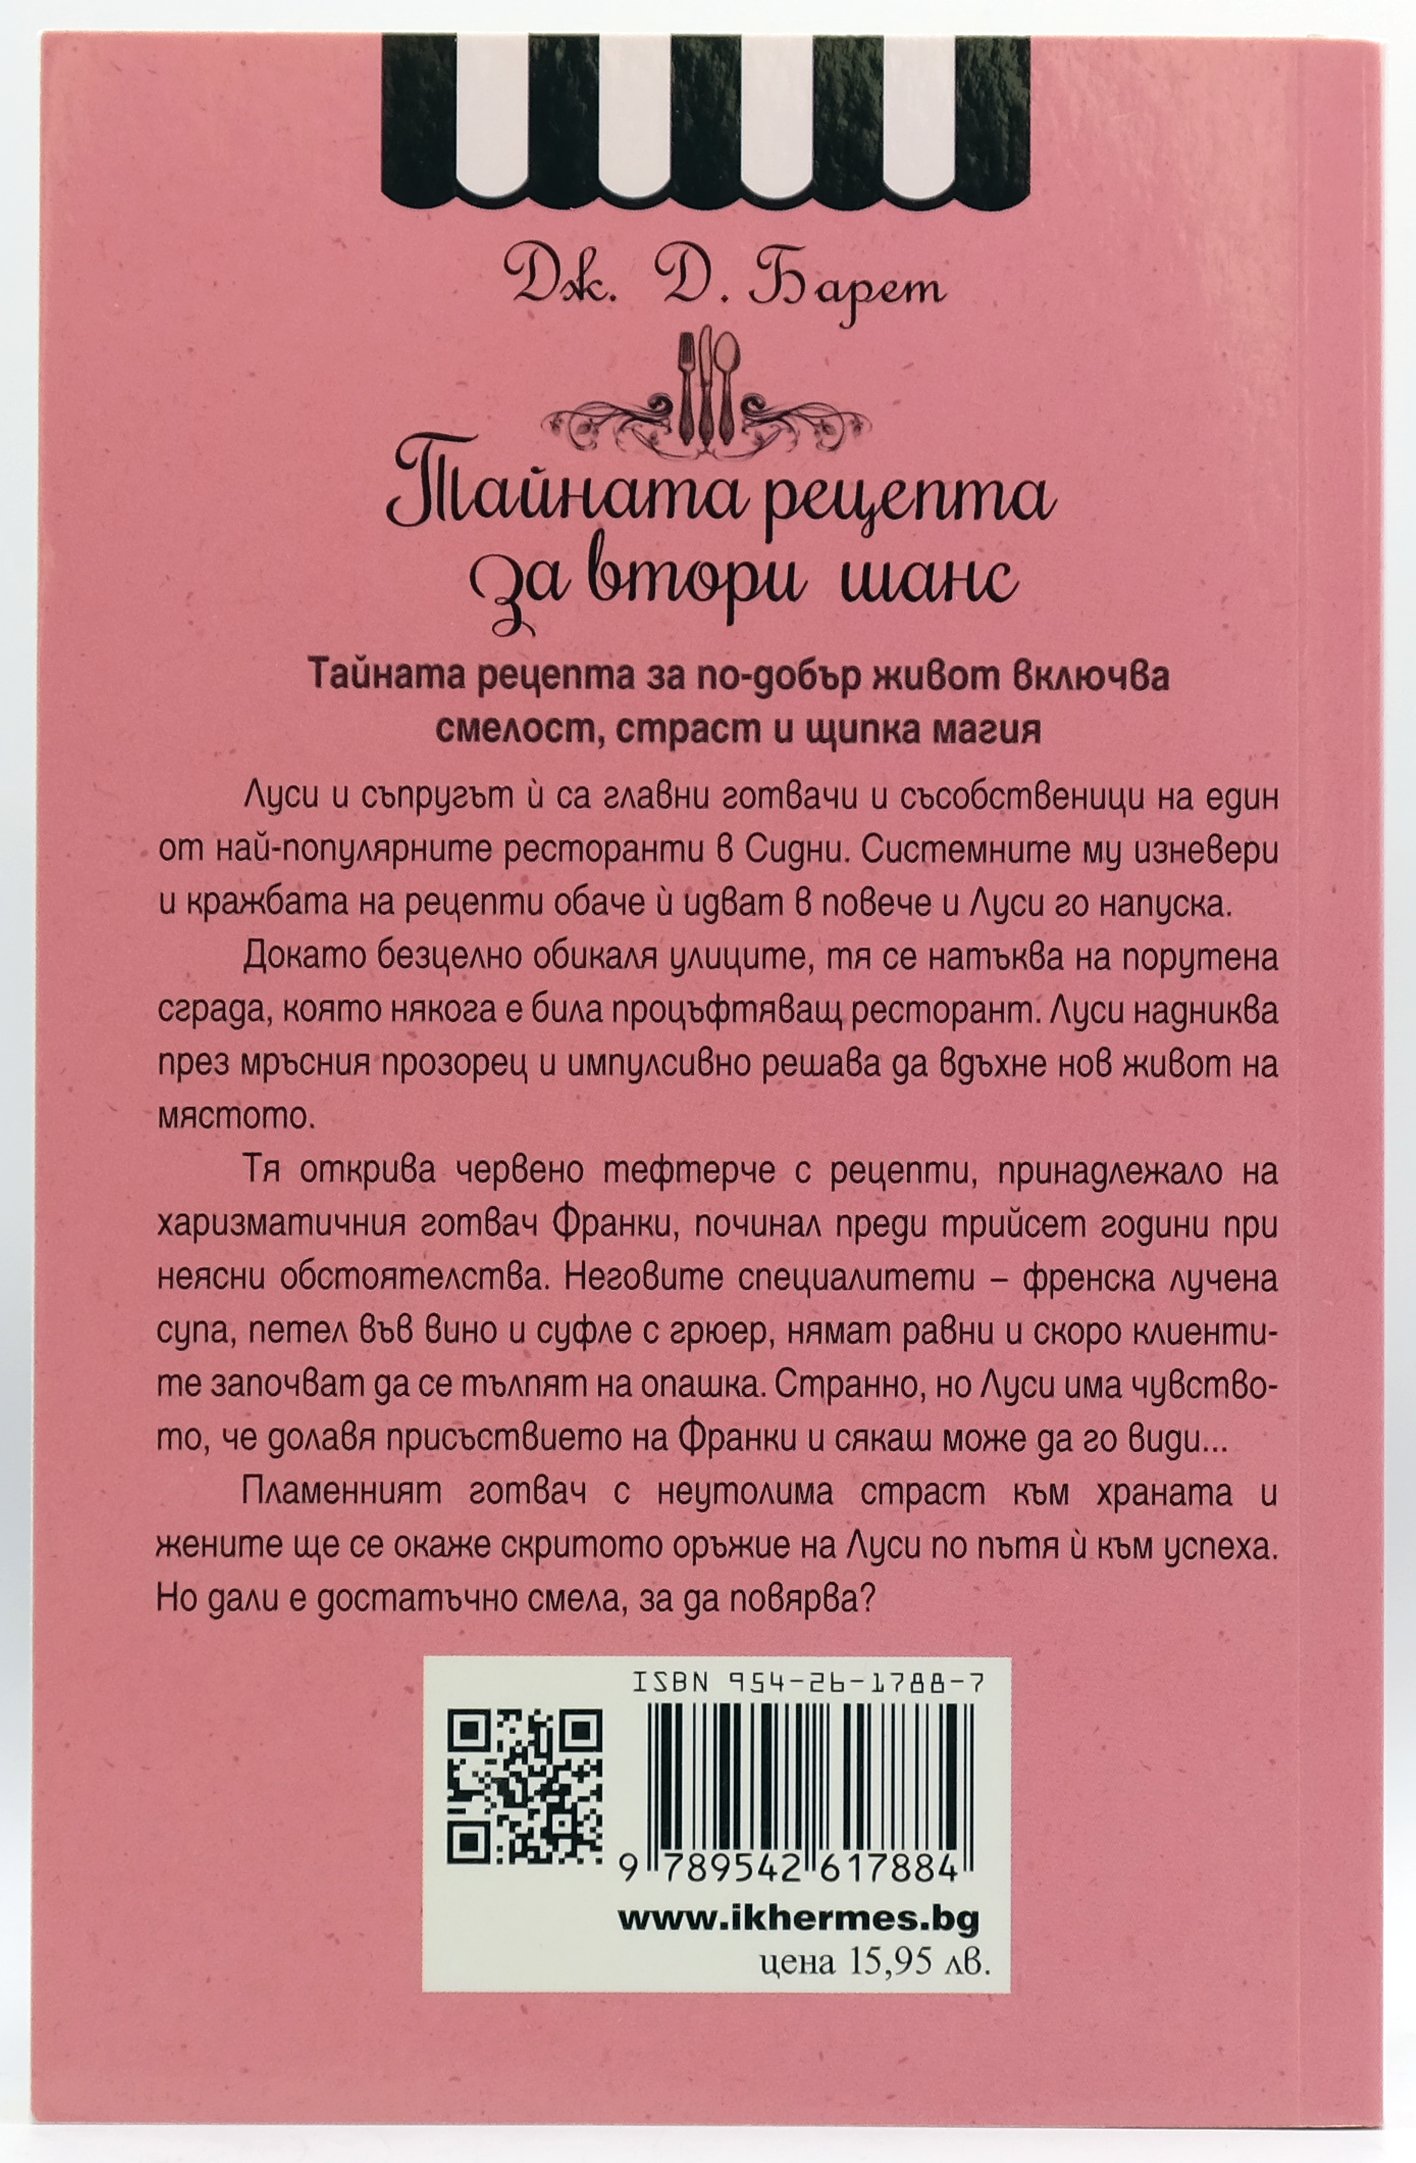 Дж. Д. Барет
Тайната рецепта
за втори шанс
Тайната рецепта за по-добър живот включва
смелост, страст и щипка магия
Луси и съпругът ѝ са главни готвачи и съсобственици на един
от най-популярните ресторанти в Сидни. Системните му изневери
и кражбата на рецепти обаче ѝ идват в повече и Луси го напуска.
Докато безцелно обикаля улиците, тя се натъква на порутена
сграда, която някога е била процъфтяващ ресторант. Луси надниква
през мръсния прозорец и импулсивно решава да вдъхне нов живот на
мястото.
Тя открива червено тефтерче с рецепти, принадлежало на
харизматичния готвач Франки, починал преди трийсет години при
неясни обстоятелства. Неговите специалитети – френска лучена
супа, петел във вино и суфле с грюер, нямат равни и скоро клиенти-
те започват да се тълпят на опашка. Странно, но Луси има чувство-
то, че долавя присъствието на Франки и сякаш може да го види...
Пламенният готвач с неутолима страст към храната и
жените ще се окаже скритото оръжие на Луси по пътя ѝ към успеха.
Но дали е достатъчно смела, за да повярва?
ISBN 954-26-1788-7
9 789542 617884
www.ikhermes.bg
цена 15,95 лв.